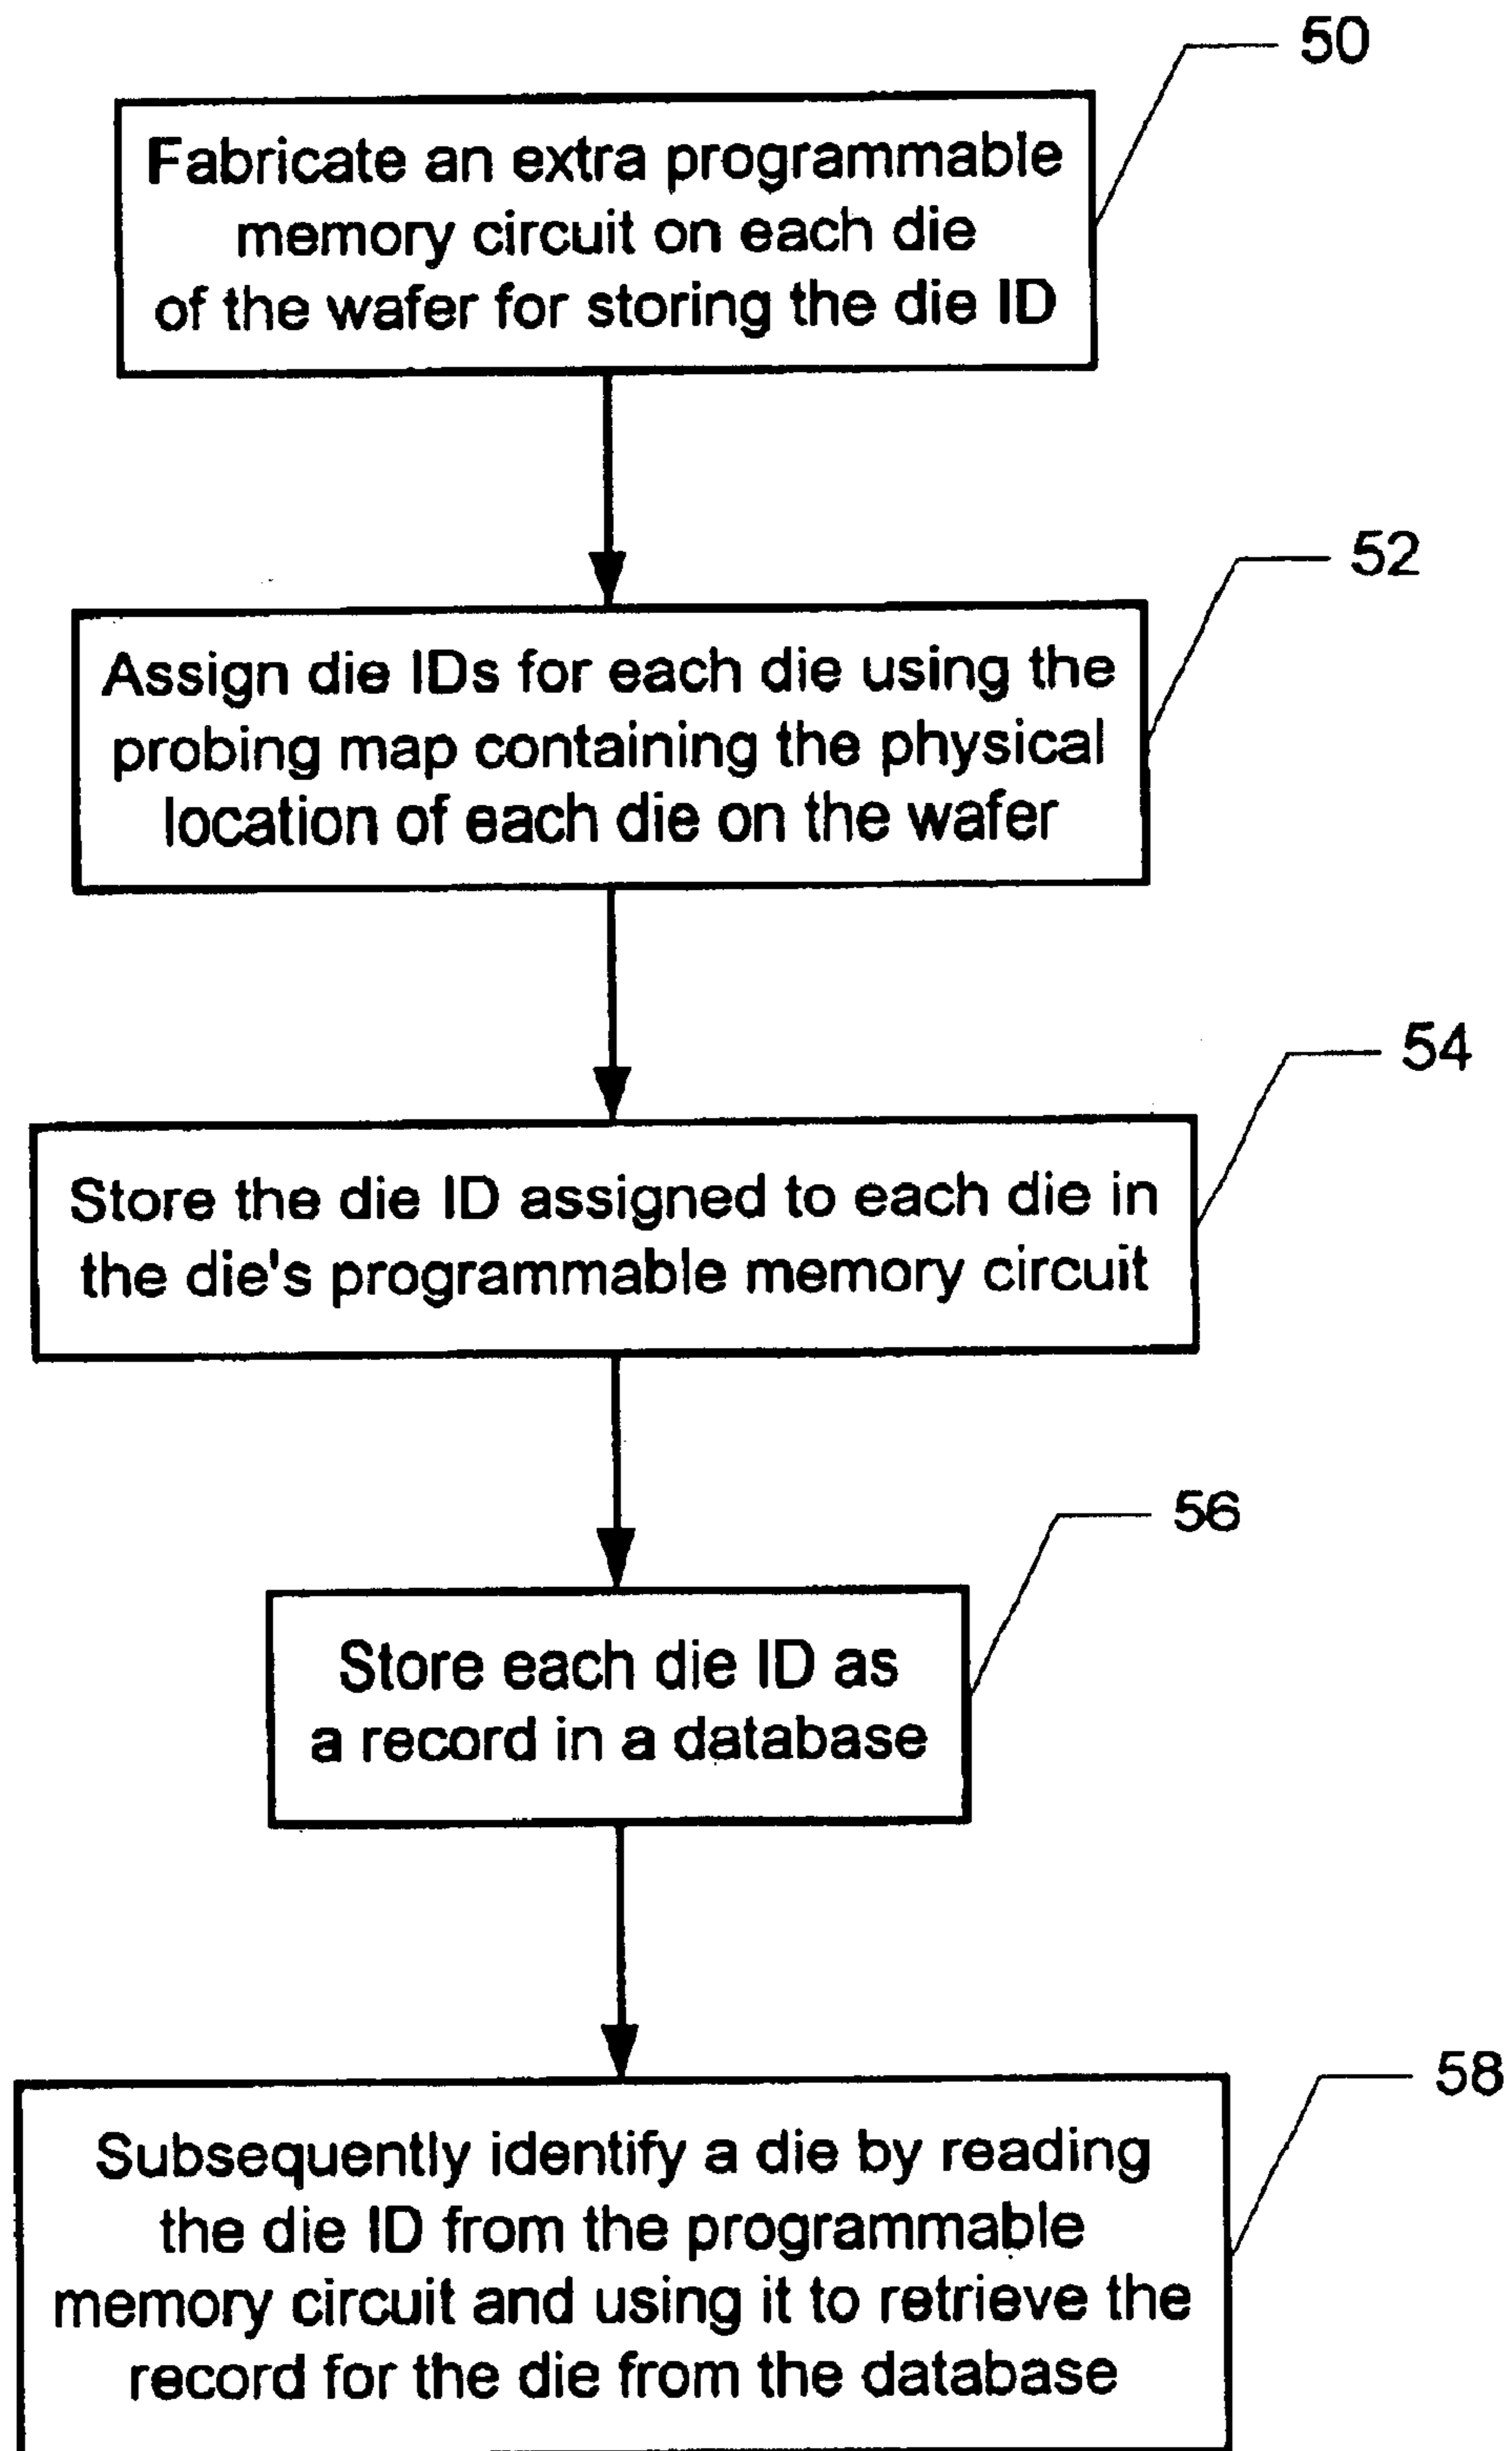 50
Fabricate an extra programmable
memory circuit on each die
of the wafer for storing the die ID
52
Assign die IDs for each die using the
probing map containing the physical
location of each die on the wafer
54
Store the die ID assigned to each die in
the die's programmable memory circuit
56
Store each die ID as
a record in a database
58
Subsequently identify a die by reading
the die ID from the programmable
memory circuit and using it to retrieve the
record for the die from the database